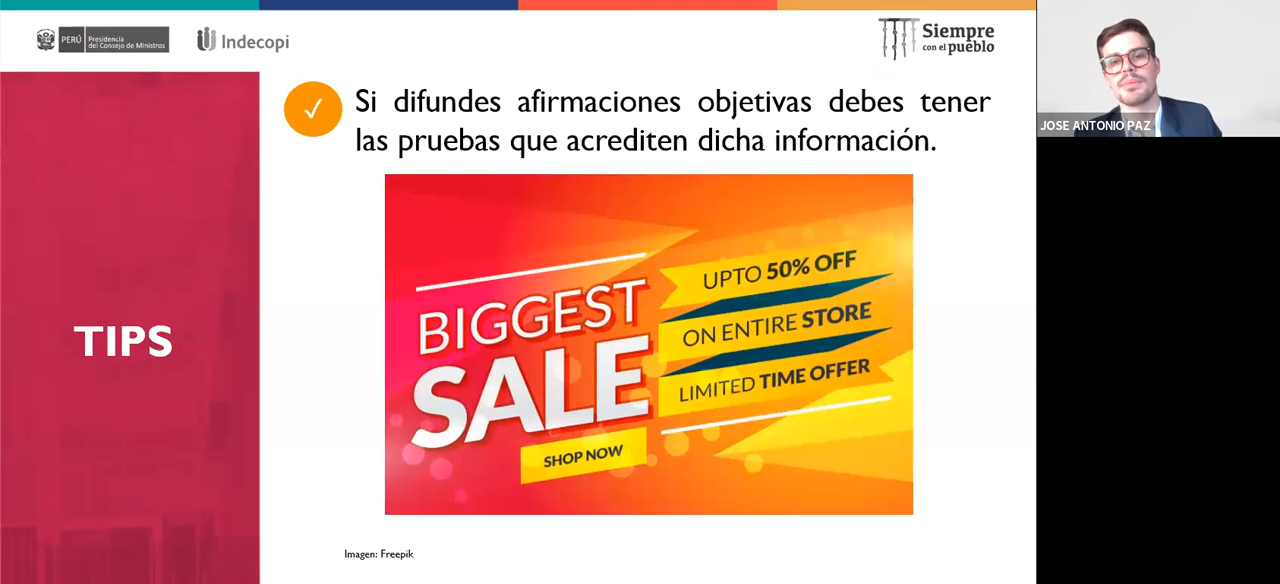 PERÚ
Presidencia
del Consejo de Ministros
Indecopi
Siempre
con el pueblo
JOSE ANTONIO PAZ
✓
Si difundes afirmaciones objetivas debes tener
las pruebas que acrediten dicha información.
TIPS
BIGGEST
SALE
SHOP NOW
UPTO 50% OFF
ON ENTIRE STORE
LIMITED TIME OFFER
Imagen: Freepik